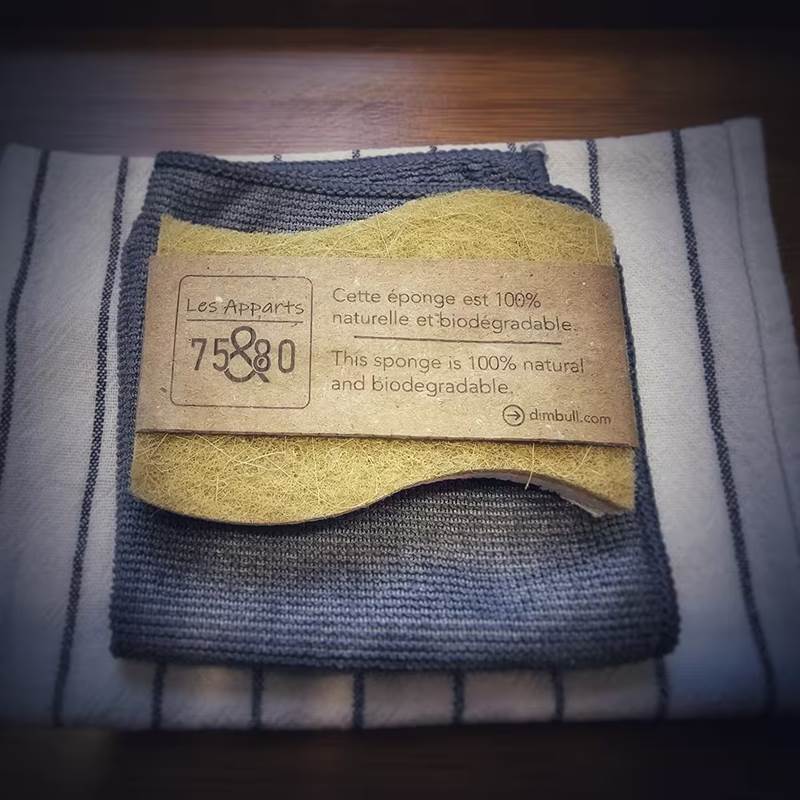 Les Apparts
75&80
Cette éponge est 100%
naturelle et biodégradable.
This sponge is 100% natural
and biodegradable.
dimbull.com